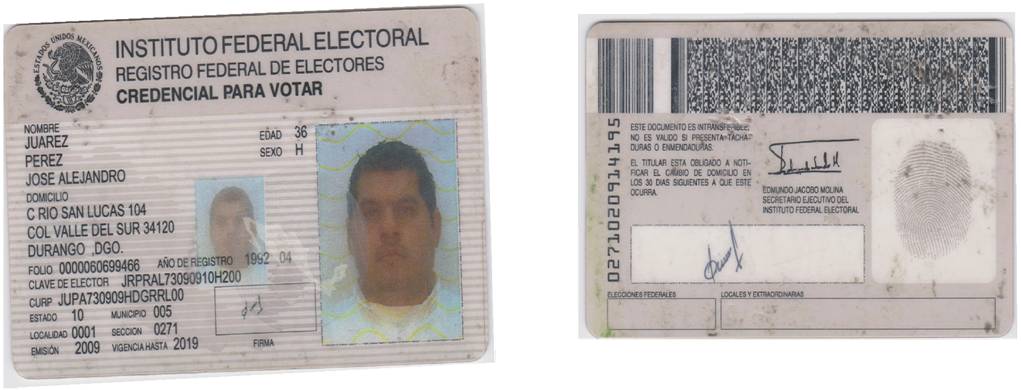 ESTADOS UNIDOS MEXICANOS
INSTITUTO FEDERAL ELECTORAL
REGISTRO FEDERAL DE ELECTORES
CREDENCIAL PARA VOTAR
NOMBRE
JUAREZ
PEREZ
JOSE ALEJANDRO
EDAD 36
SEXO H
DOMICILIO
C RIO SAN LUCAS 104
COL VALLE DEL SUR 34120
DURANGO ,DGO.
FOLIO 0000060699466 AÑO DE REGISTRO 1992 04
CLAVE DE ELECTOR JRPRAL73090910H200
CURP JUPA730909HDGRRL00
ESTADO 10 MUNICIPIO 005
LOCALIDAD 0001 SECCION 0271
EMISIÓN 2009 VIGENCIA HASTA 2019
FIRMA
0271020914195
ESTE DOCUMENTO ES INTRANSFERIBLE,
NO ES VALIDO SI PRESENTA TACHA-
DURAS O ENMENDADURAS.
EL TITULAR ESTA OBLIGADO A NOTI-
FICAR EL CAMBIO DE DOMICILIO EN
LOS 30 DIAS SIGUIENTES A QUE ESTE
OCURRA.
EDMUNDO JACOBO MOLINA
SECRETARIO EJECUTIVO DEL
INSTITUTO FEDERAL ELECTORAL
ELECCIONES FEDERALES
LOCALES Y EXTRAORDINARIAS